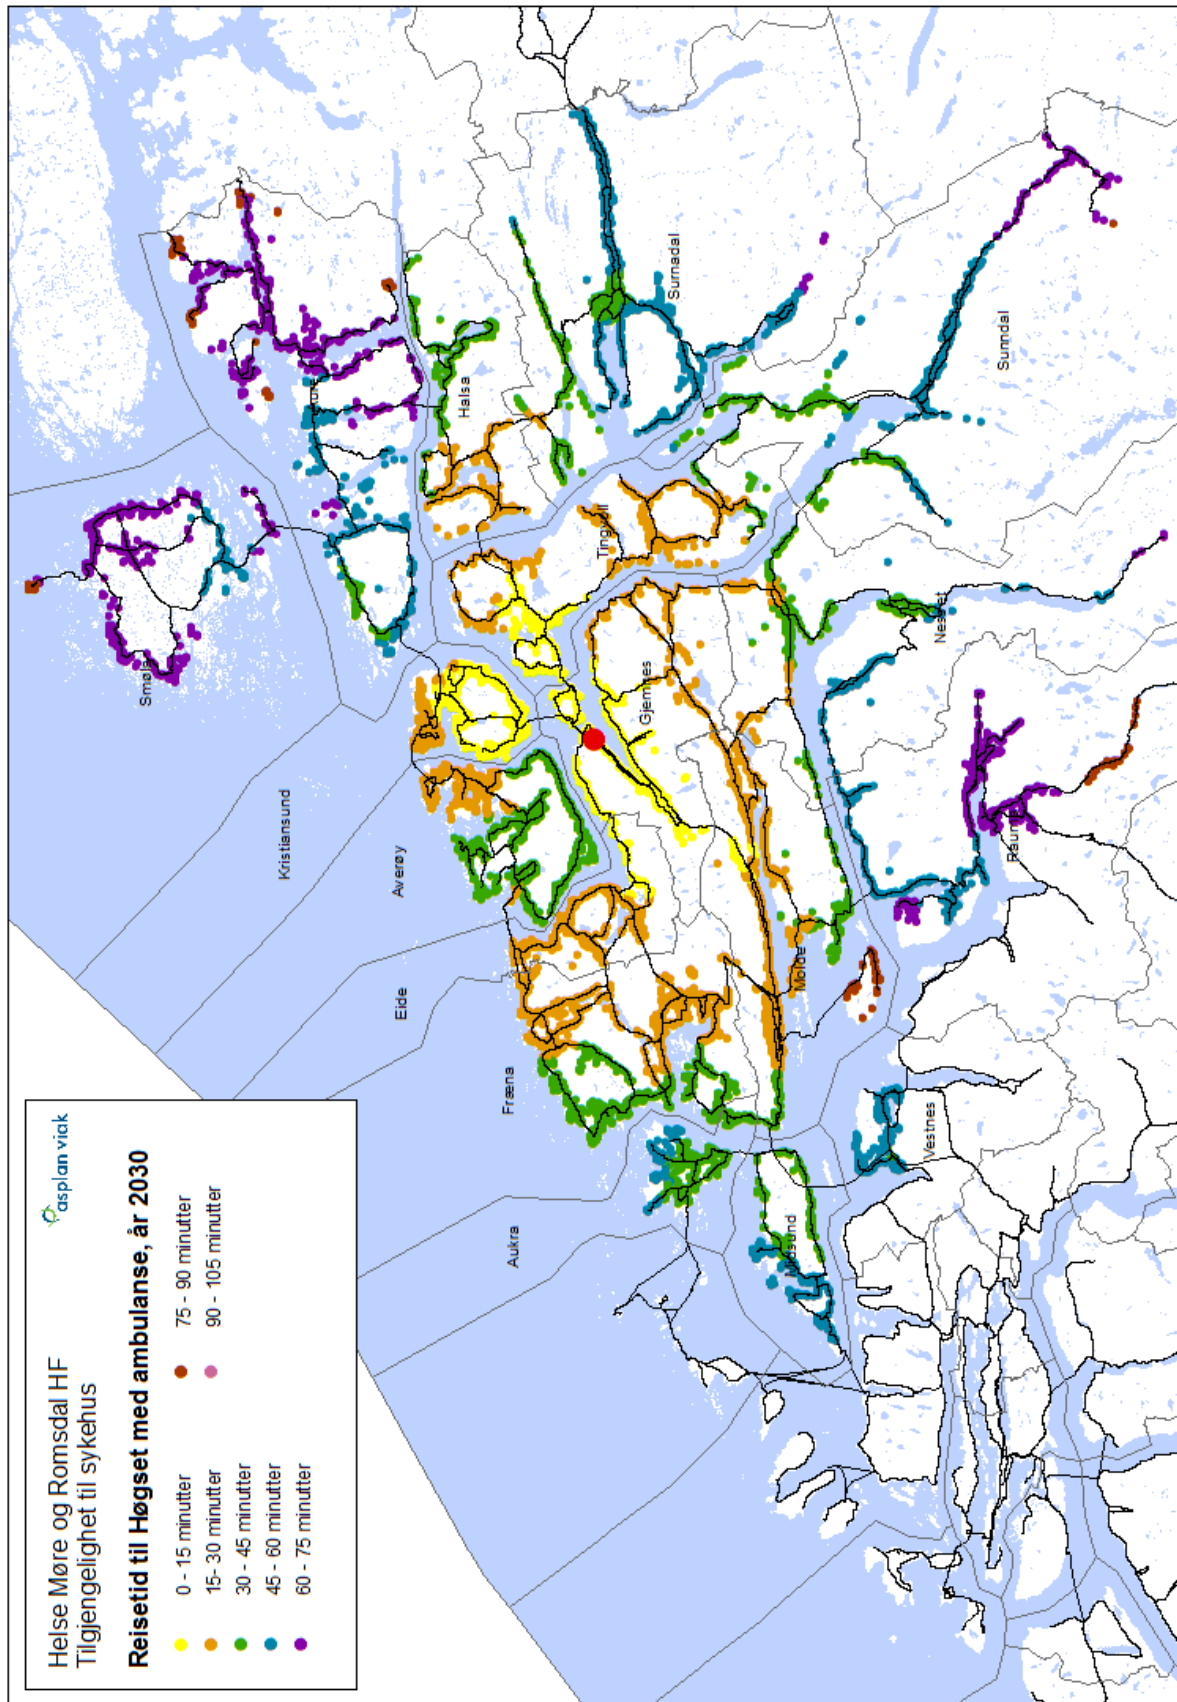 Helse Møre og Romsdal HF
Tilgjengelighet til sykehus
asplan viak
Reisetid til Høgset med ambulanse, år 2030
0 - 15 minutter
15- 30 minutter
30 - 45 minutter
45 - 60 minutter
60 - 75 minutter
75 - 90 minutter
90 - 105 minutter
Smøla
Kristiansund
Averøy
Eide
Fræna
Aukra
Midsund
Halsa
Surnadal
Sunndal
Tingvoll
Gjemnes
Nesset
Molde
Rauma
Vestnes